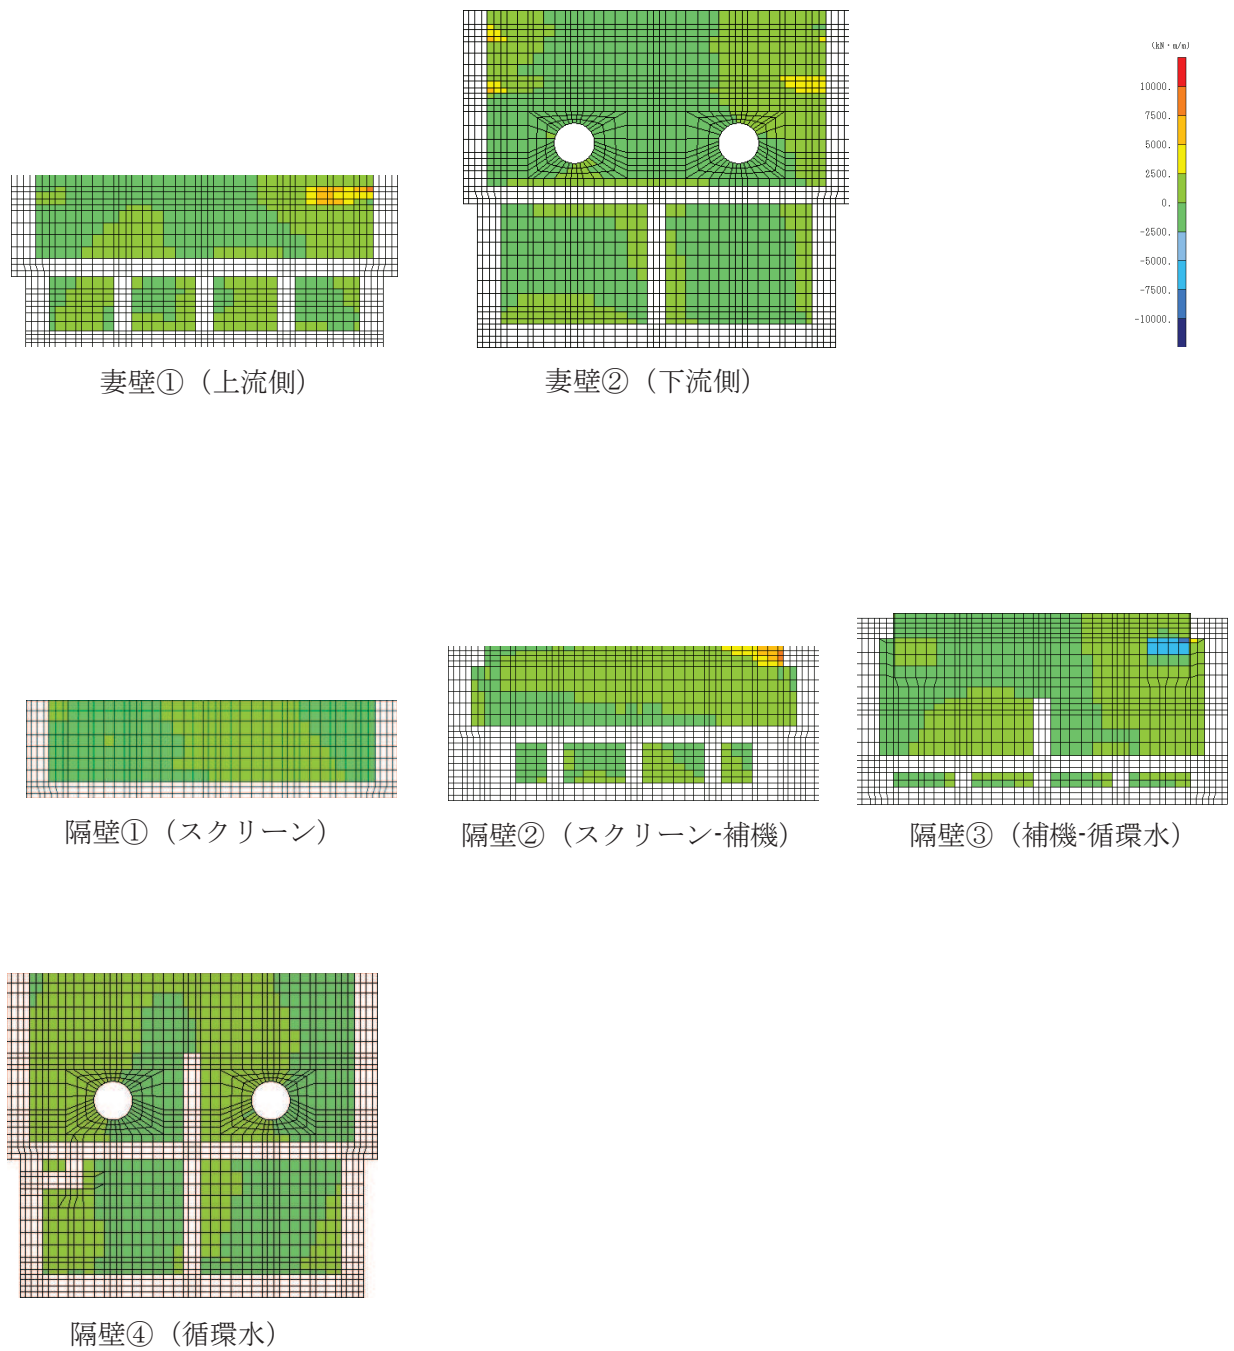 (kN・m/m)
10000.
7500.
5000.
2500.
0.
-2500.
-5000.
-7500.
-10000.
妻壁①（上流側）
妻壁②（下流側）
隔壁①（スクリーン）
隔壁②（スクリーン-補機）
隔壁③（補機-循環水）
隔壁④（循環水）